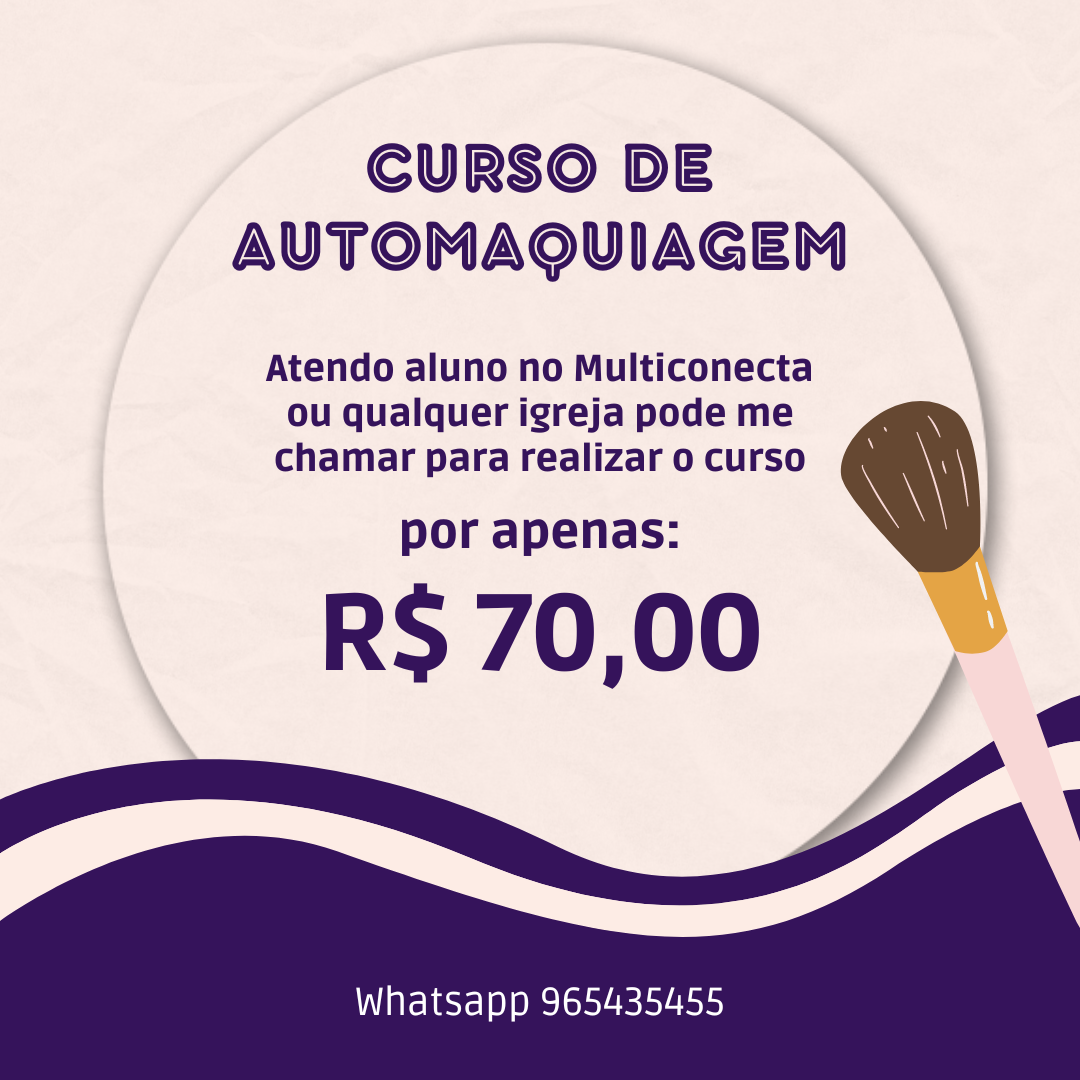 CURSO DE
AUTOMAQUIAGEM
Atendo aluno no Multiconecta
ou qualquer igreja pode me
chamar para realizar o curso
por apenas:
R$ 70,00
Whatsapp 965435455